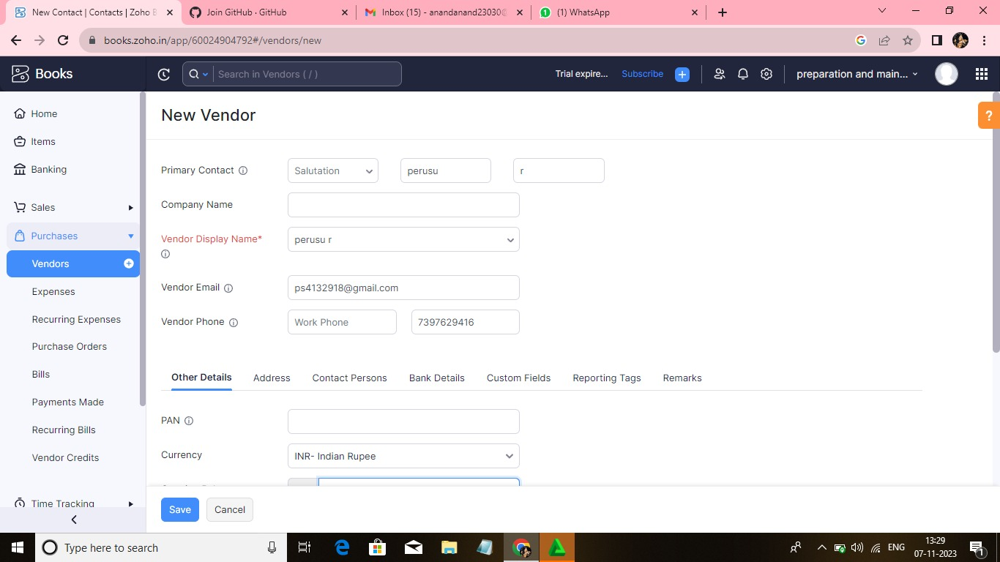 New Contact | Contacts | Zoho B
Join GitHub · GitHub
Inbox (15) - anandanand23030@
(1) WhatsApp
books.zoho.in/app/60024904792#/vendors/new
Books
Search in Vendors ( / )
Trial expire...
Subscribe
preparation and main...
Home
Items
Banking
Sales
Purchases
Vendors
Expenses
Recurring Expenses
Purchase Orders
Bills
Payments Made
Recurring Bills
Vendor Credits
Time Tracking
New Vendor
?
Primary Contact
Salutation
perusu
r
Company Name
Vendor Display Name*
perusu r
Vendor Email
ps4132918@gmail.com
Vendor Phone
Work Phone
7397629416
Other Details
Address
Contact Persons
Bank Details
Custom Fields
Reporting Tags
Remarks
PAN
Currency
INR- Indian Rupee
Save
Cancel
Type here to search
ENG
13:29
07-11-2023
1